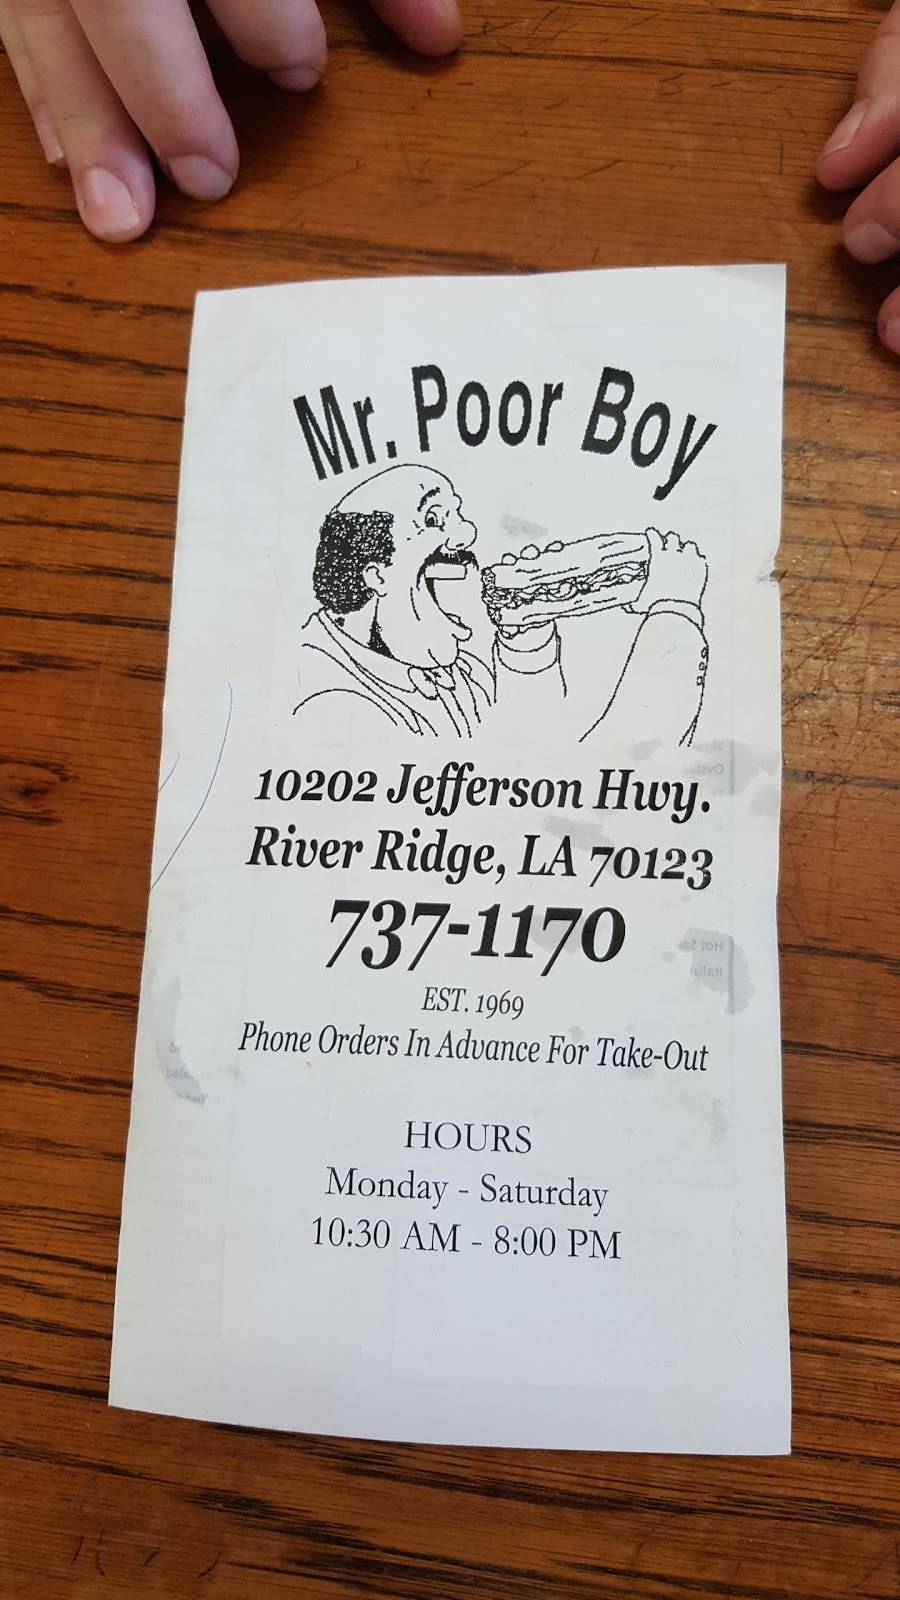 Mr. Poor Boy
10202 Jefferson Hwy.
River Ridge, LA 70123
737-1170
EST. 1969
Phone Orders In Advance For Take-Out
HOURS
Monday - Saturday
10:30 AM - 8:00 PM